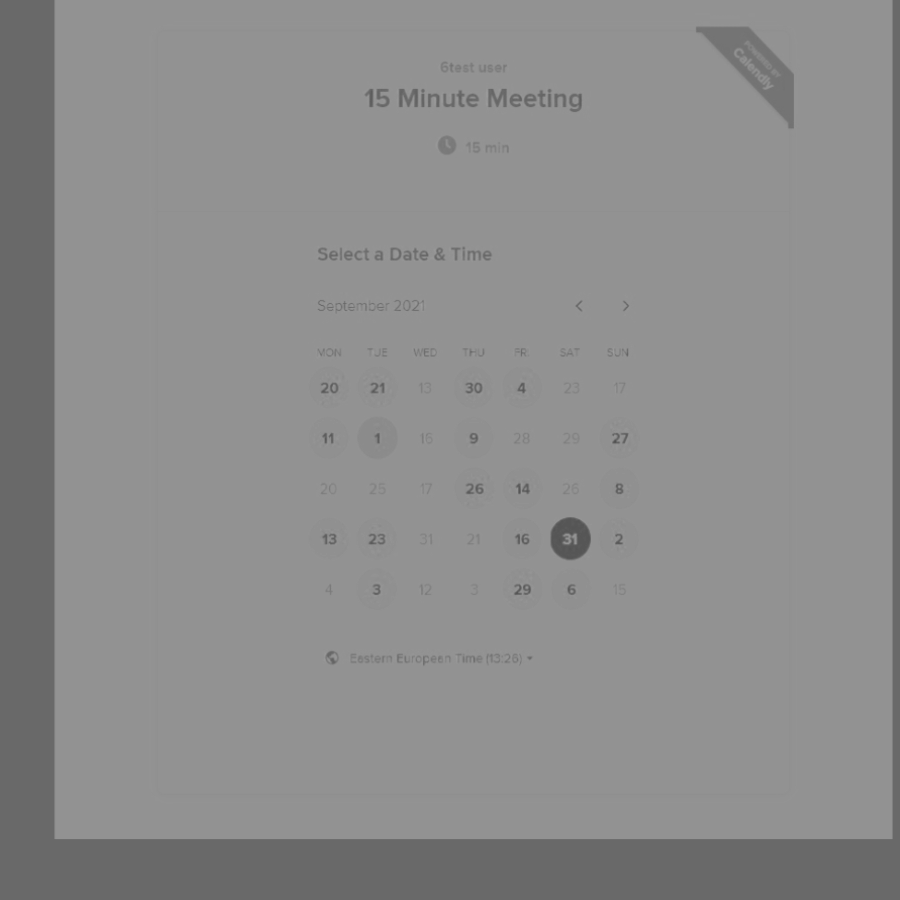 POWERED BY
Calendly
6test user
15 Minute Meeting
15 min
Select a Date & Time
September 2021
MON TUE WED THU FR. SAT SUN
20 21 13 30 4 23 17
11 1 15 9 28 29 27
20 25 17 26 14 26 8
13 23 31 21 16 31 2
4 3 12 3 29 6 15
Eastern European Time (13:26)